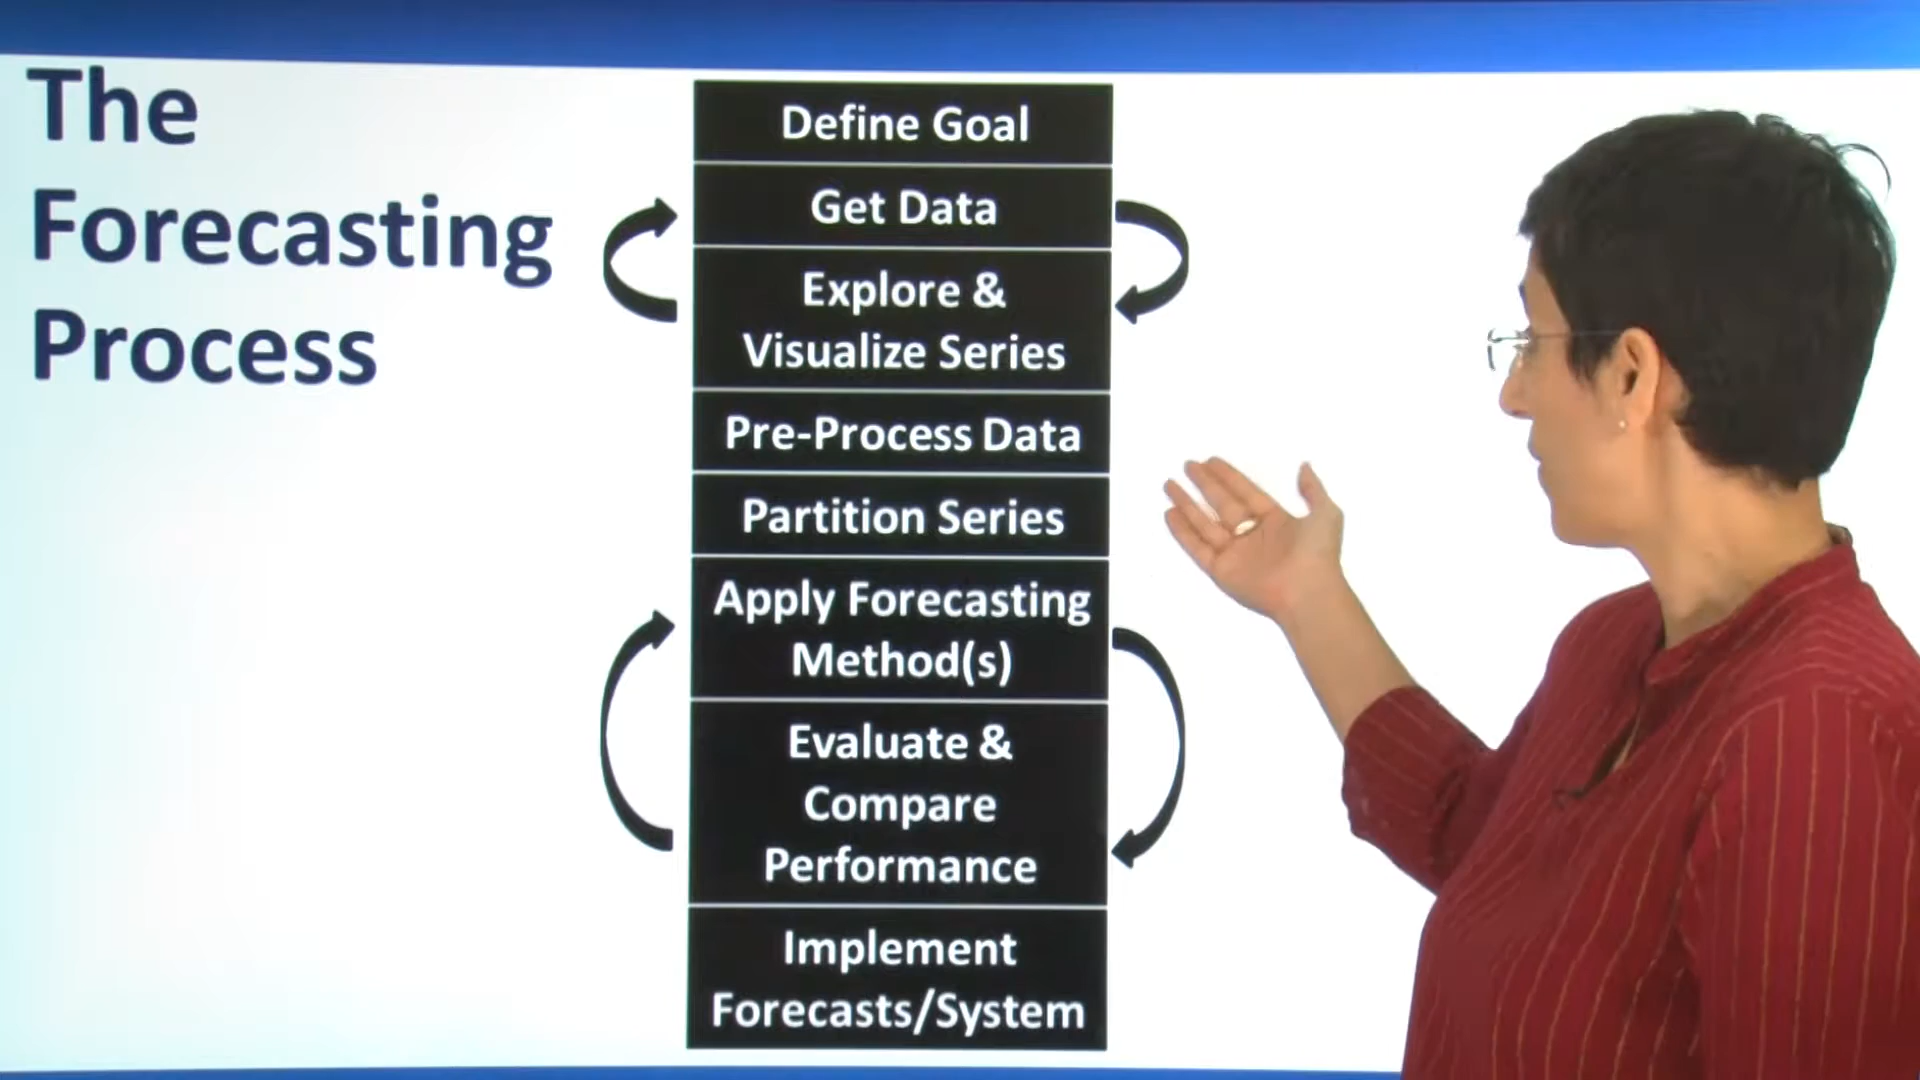 The
Forecasting
Process
Define Goal
Get Data
Explore &
Visualize Series
Pre-Process Data
Partition Series
Apply Forecasting
Method(s)
Evaluate &
Compare
Performance
Implement
Forecasts/System